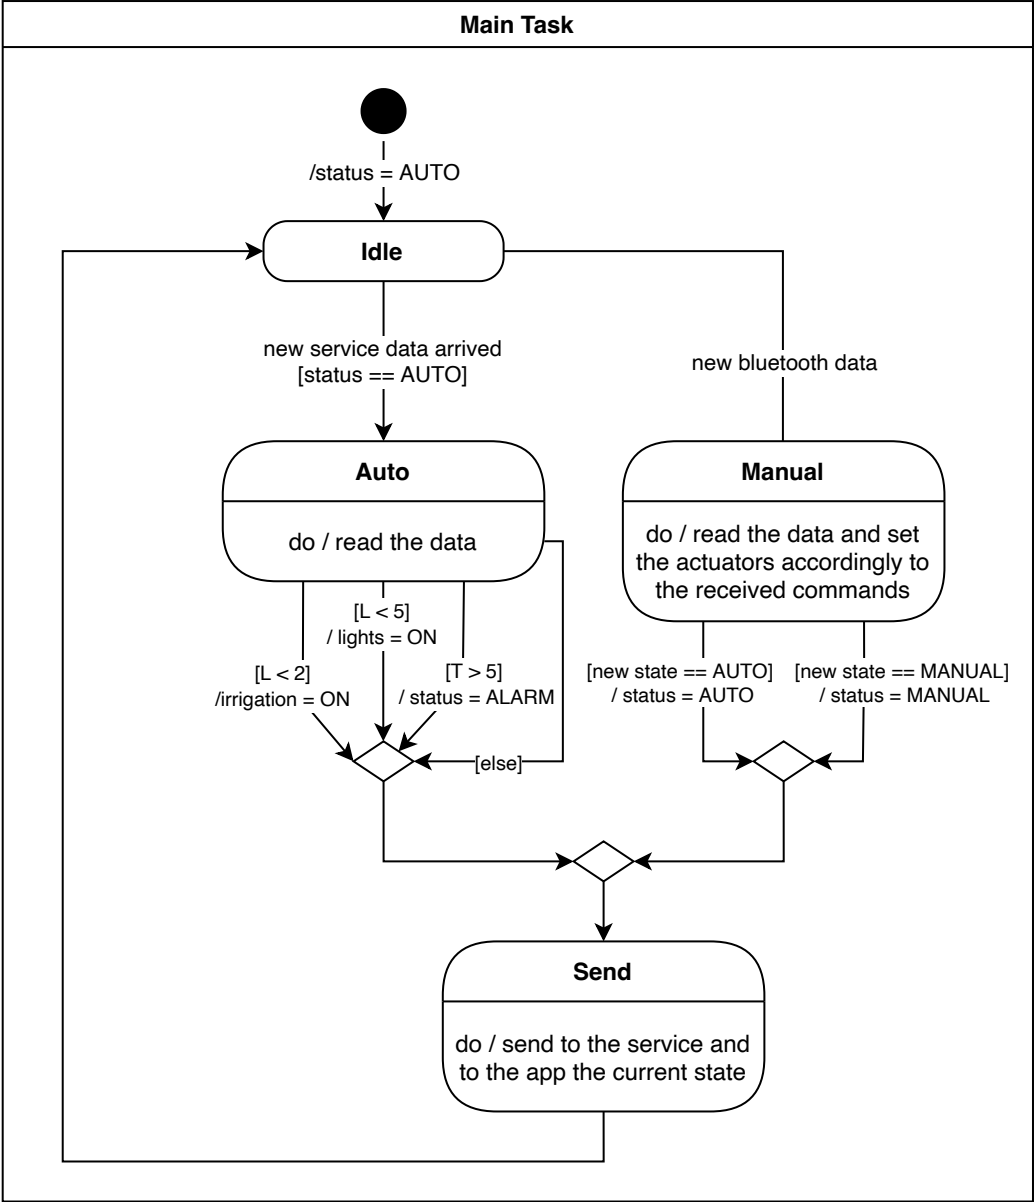 Main Task
/status = AUTO
Idle
new service data arrived
[status == AUTO]
new bluetooth data
Auto
do / read the data
Manual
do / read the data and set
the actuators accordingly to
the received commands
[L < 5]
/ lights = ON
[L < 2]
/irrigation = ON
[T > 5]
/ status = ALARM
[else]
[new state == AUTO]
/ status = AUTO
[new state == MANUAL]
/ status = MANUAL
Send
do / send to the service and
to the app the current state